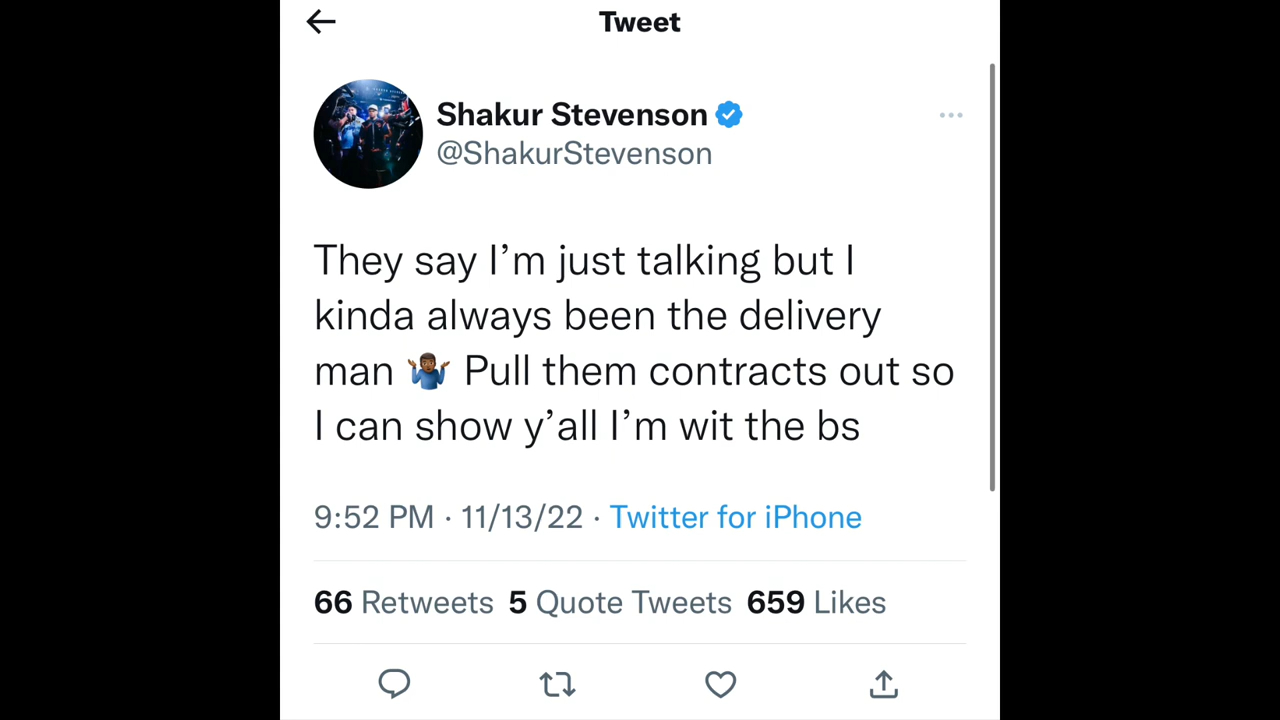 Tweet
Shakur Stevenson
@ShakurStevenson
They say I’m just talking but I
kinda always been the delivery
man 🤷🏾‍♂️ Pull them contracts out so
I can show y’all I’m wit the bs
9:52 PM · 11/13/22 · Twitter for iPhone
66 Retweets 5 Quote Tweets 659 Likes